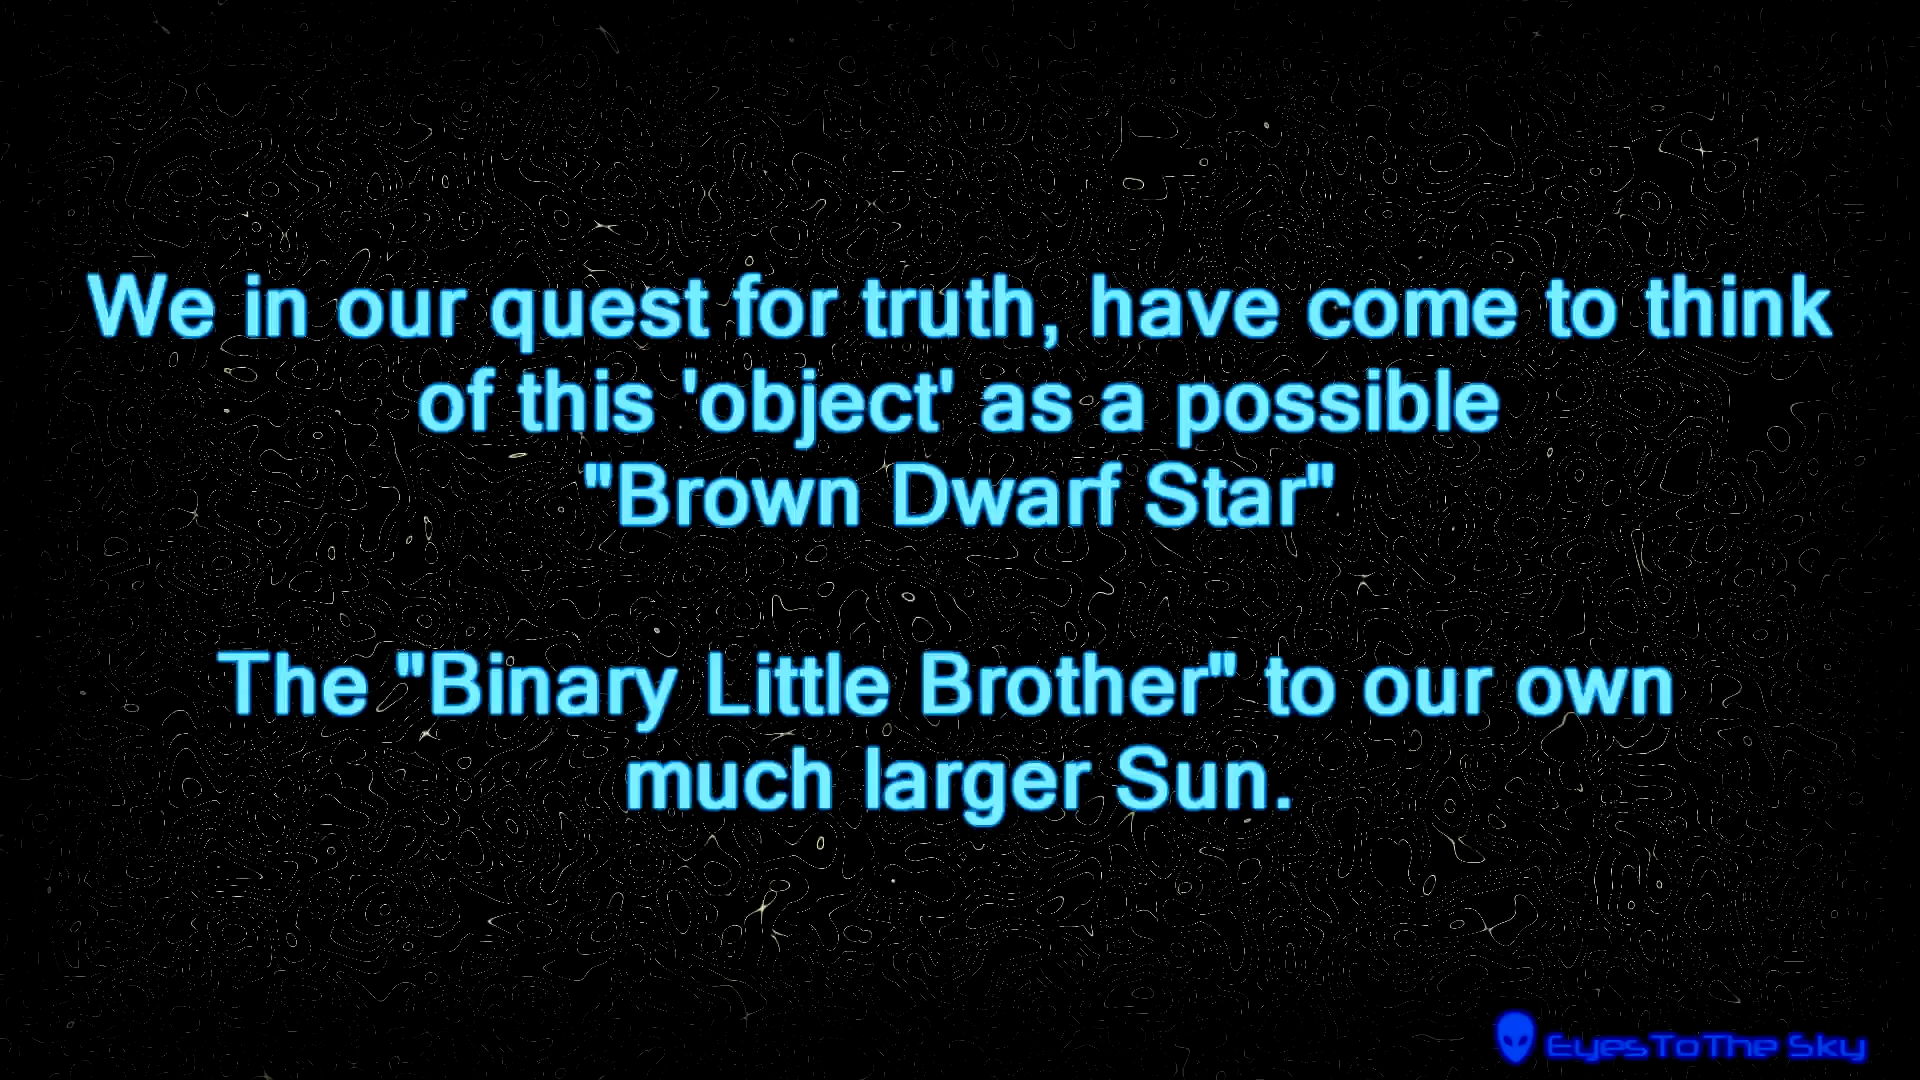 We in our quest for truth, have come to think
of this 'object' as a possible
"Brown Dwarf Star"
The "Binary Little Brother" to our own
much larger Sun.
EyesToThe Sky